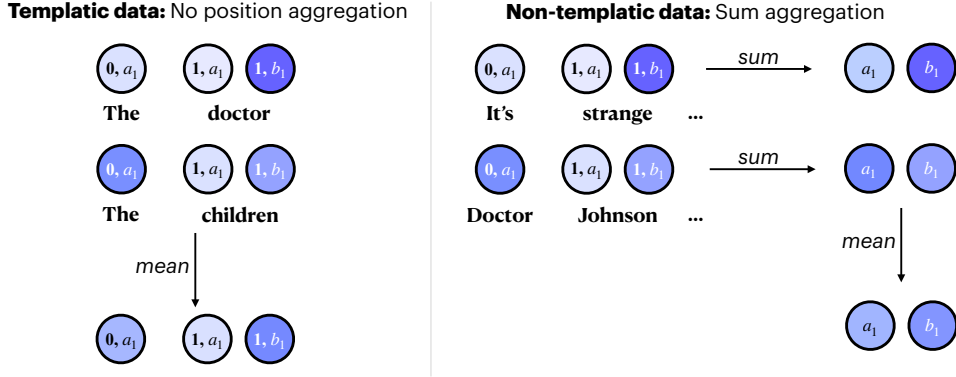 Templatic data: No position aggregation
0, a₁ 1, a₁ 1, b₁
The doctor
0, a₁ 1, a₁ 1, b₁
The children
mean
0, a₁ 1, a₁ 1, b₁
Non-templatic data: Sum aggregation
0, a₁ 1, a₁ 1, b₁ sum a₁ b₁
It's strange ...
0, a₁ 1, a₁ 1, b₁ sum a₁ b₁
Doctor Johnson ...
mean
a₁ b₁